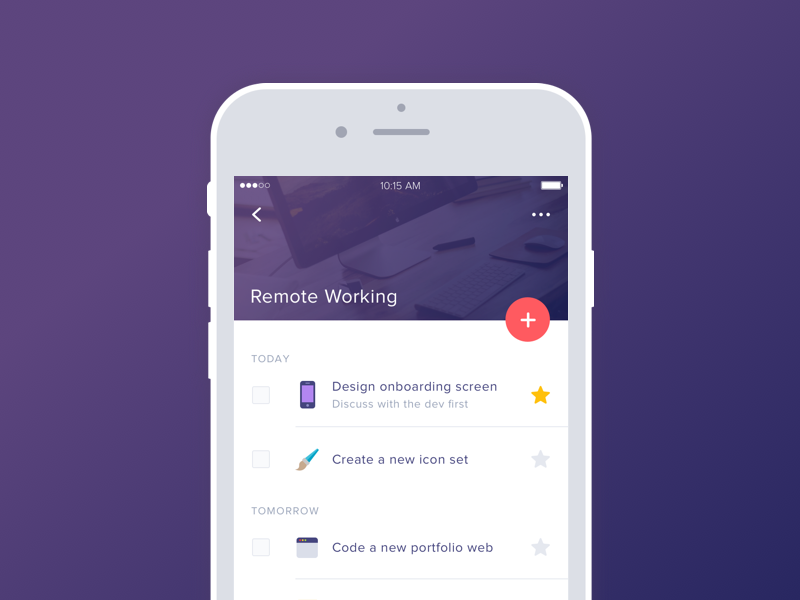 10:15 AM
Remote Working
TODAY
Design onboarding screen
Discuss with the dev first
Create a new icon set
TOMORROW
Code a new portfolio web